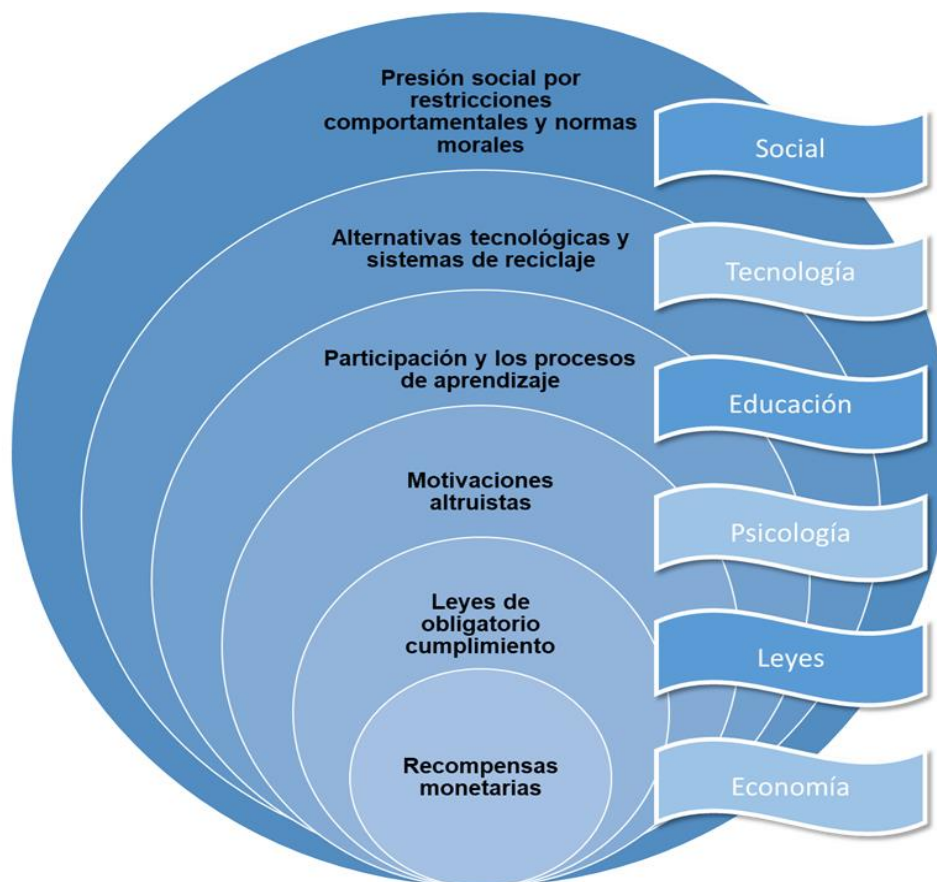 Presión social por
restricciones
comportamentales y normas
morales
Social
Alternativas tecnológicas y
sistemas de reciclaje
Tecnología
Participación y los procesos
de aprendizaje
Educación
Motivaciones
altruistas
Psicología
Leyes de
obligatorio
cumplimiento
Leyes
Recompensas
monetarias
Economía